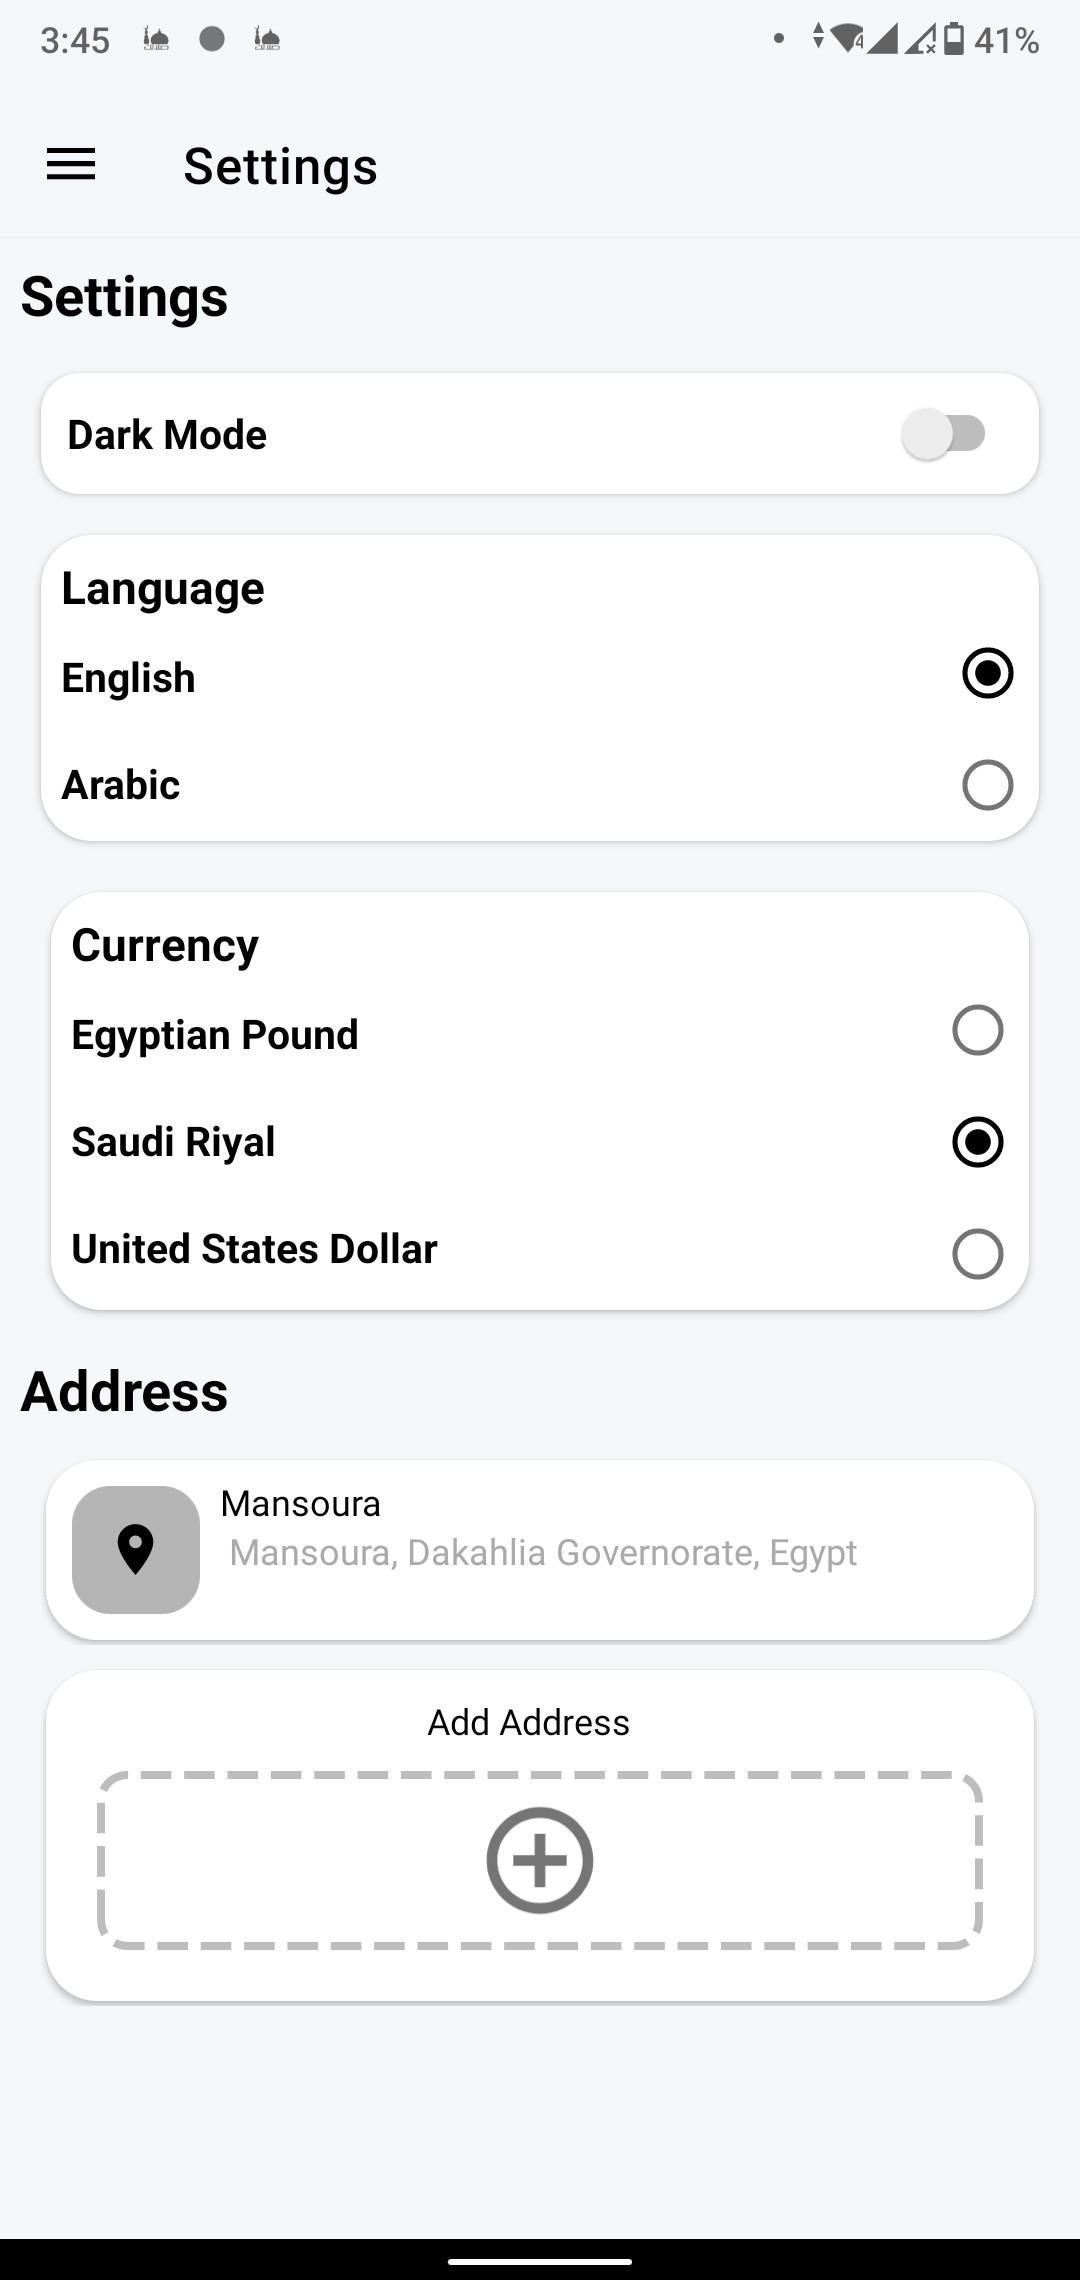 3:45
41%
Settings
Settings
Dark Mode
Language
English
Arabic
Currency
Egyptian Pound
Saudi Riyal
United States Dollar
Address
Mansoura
Mansoura, Dakahlia Governorate, Egypt
Add Address